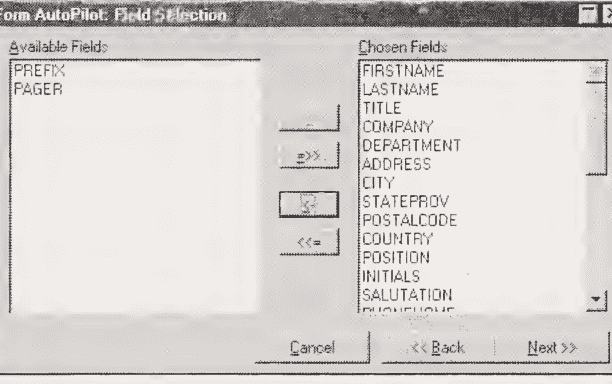 Form AutoPilot: Field Selection
Available Fields
PREFIX
PAGER
=>>
<<=
Chosen Fields
FIRSTNAME
LASTNAME
TITLE
COMPANY
DEPARTMENT
ADDRESS
CITY
STATEPROV
POSTALCODE
COUNTRY
POSITION
INITIALS
SALUTATION
PHONEHOME
Cancel
<< Back
Next >>